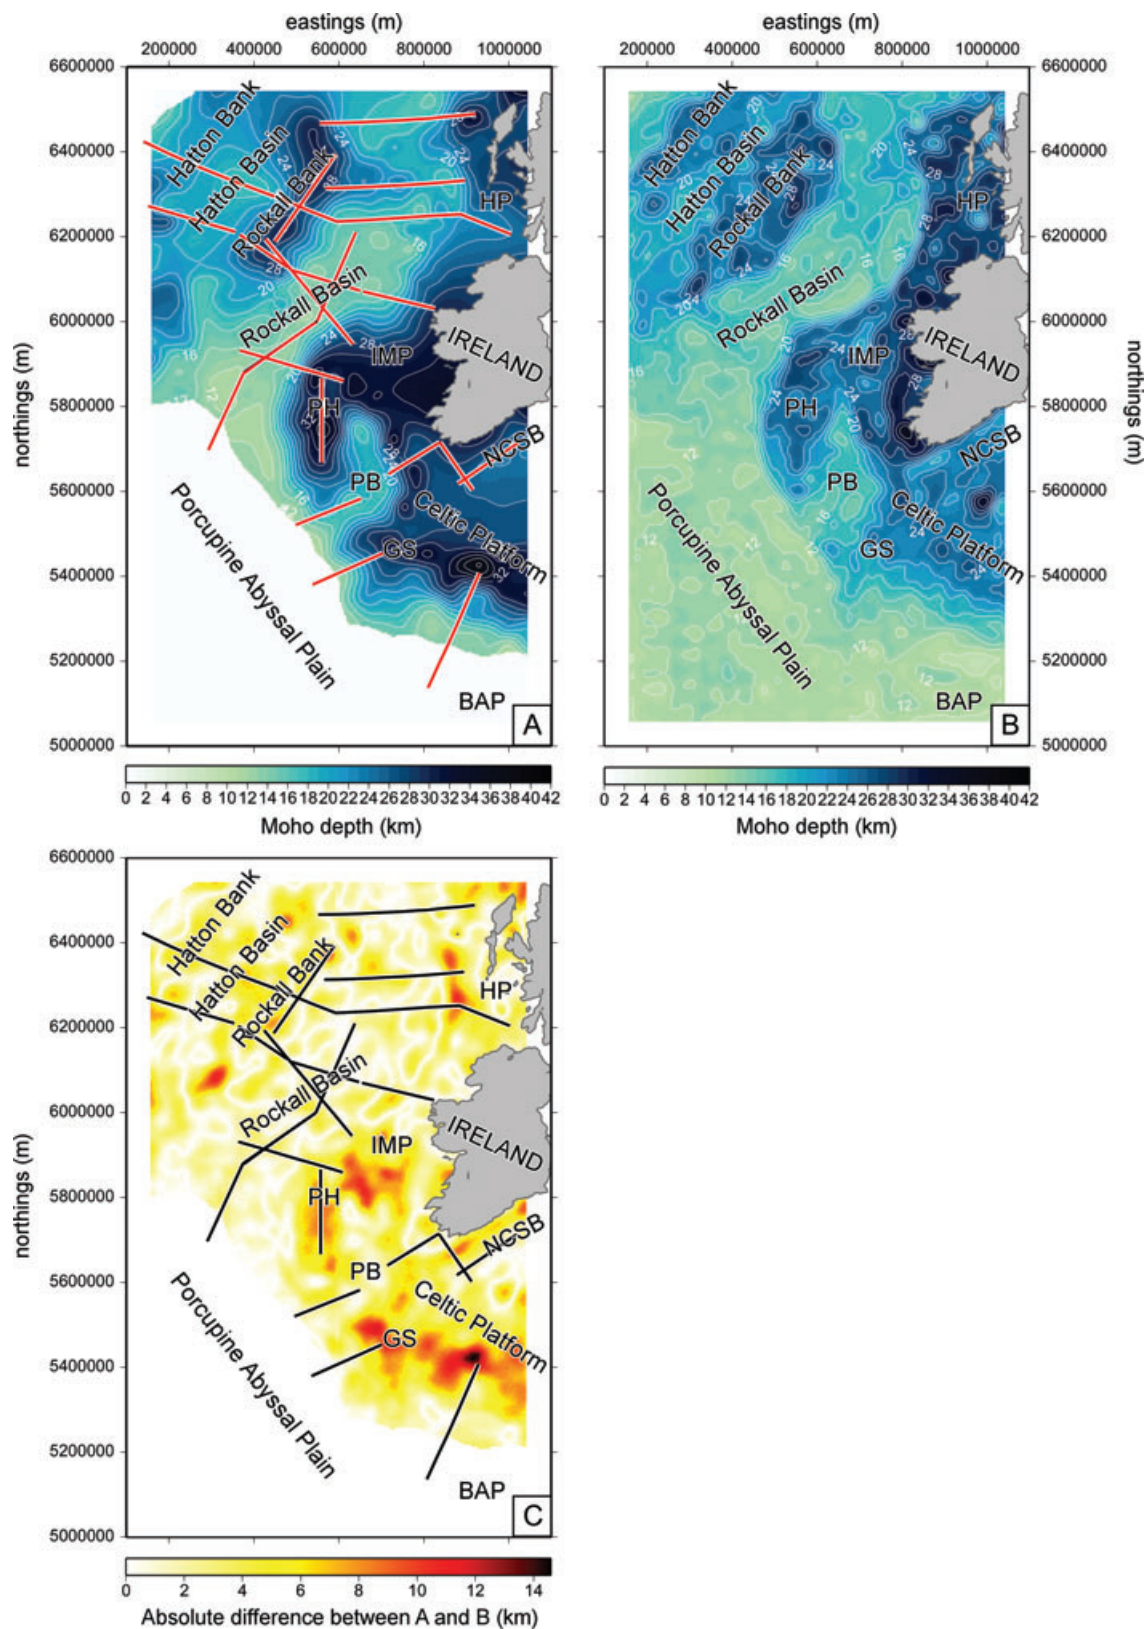 eastings (m)
eastings (m)
200000 400000 600000 800000 1000000
200000 400000 600000 800000 1000000
northings (m)
6600000
6400000
6200000
6000000
5800000
5600000
5400000
5200000
5000000
Hatton Bank
Hatton Basin
Rockall Bank
HP
Rockall Basin
IMP
IRELAND
PH
NCSB
PB
Celtic Platform
GS
Porcupine Abyssal Plain
BAP
A
Hatton Bank
Hatton Basin
Rockall Bank
HP
Rockall Basin
IMP
IRELAND
PH
NCSB
PB
Celtic Platform
GS
Porcupine Abyssal Plain
BAP
B
6600000
6400000
6200000
6000000
5800000
5600000
5400000
5200000
5000000
northings (m)
0 2 4 6 8 10 12 14 16 18 20 22 24 26 28 30 32 34 36 38 40 42
Moho depth (km)
0 2 4 6 8 10 12 14 16 18 20 22 24 26 28 30 32 34 36 38 40 42
Moho depth (km)
northings (m)
6600000
6400000
6200000
6000000
5800000
5600000
5400000
5200000
5000000
Hatton Bank
Hatton Basin
Rockall Bank
HP
Rockall Basin
IMP
IRELAND
PH
NCSB
PB
Celtic Platform
GS
Porcupine Abyssal Plain
BAP
C
0 2 4 6 8 10 12 14
Absolute difference between A and B (km)